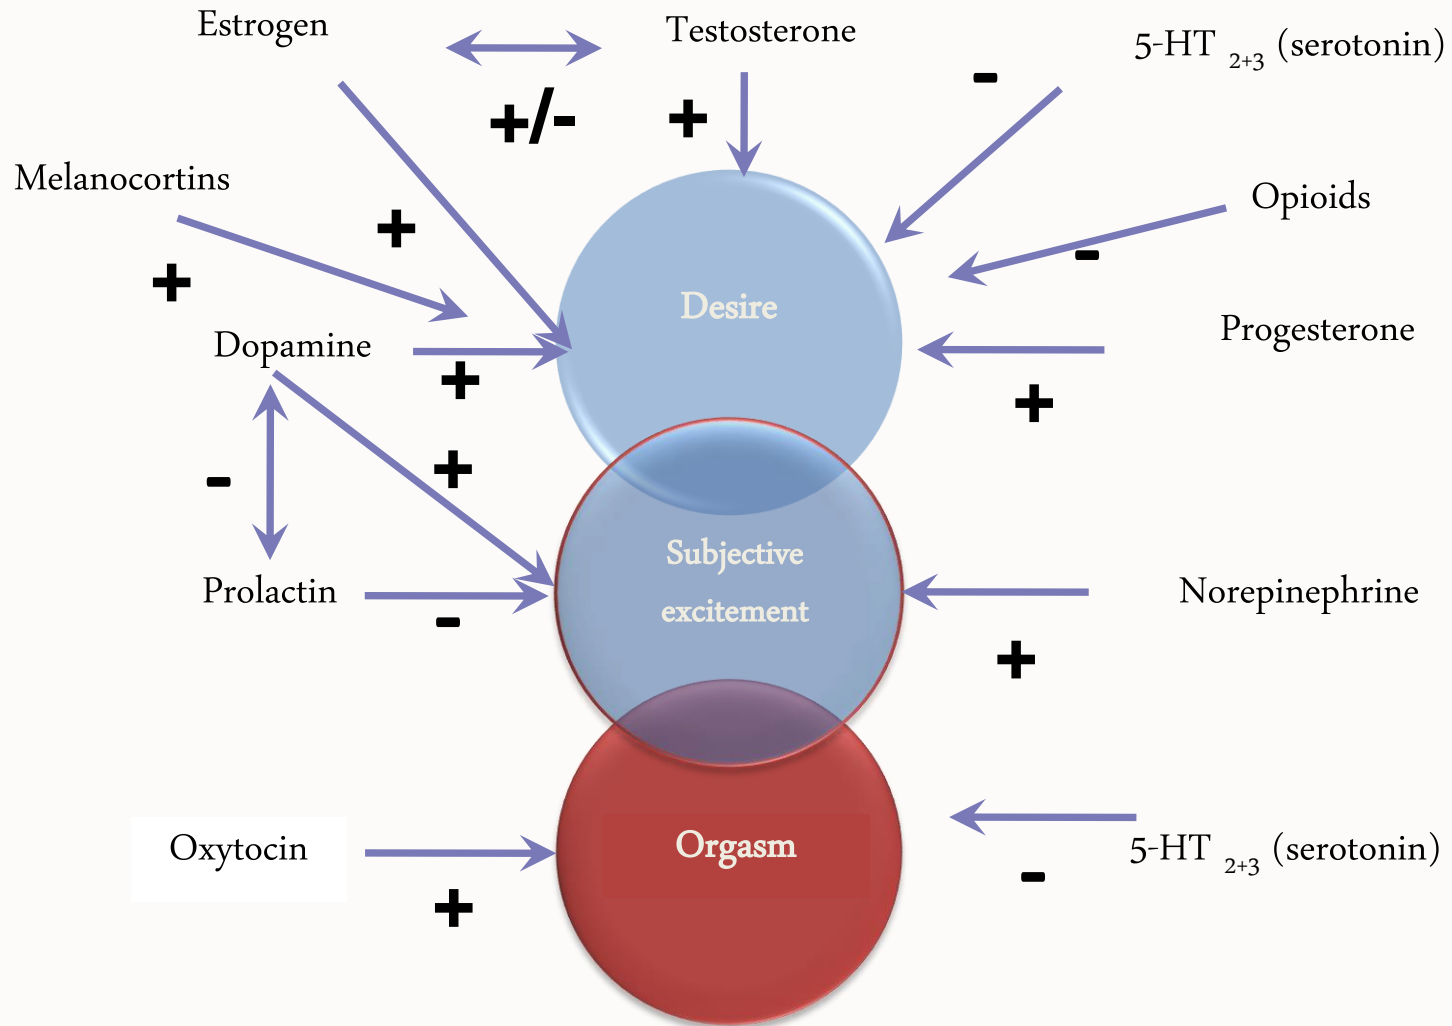 Estrogen
Testosterone
5-HT 2+3 (serotonin)
-
+/-
+
Melanocortins
Opioids
+
-
+
Desire
Progesterone
Dopamine
+
+
+
-
Subjective
excitement
Prolactin
Norepinephrine
-
+
Oxytocin
Orgasm
5-HT 2+3 (serotonin)
+
-